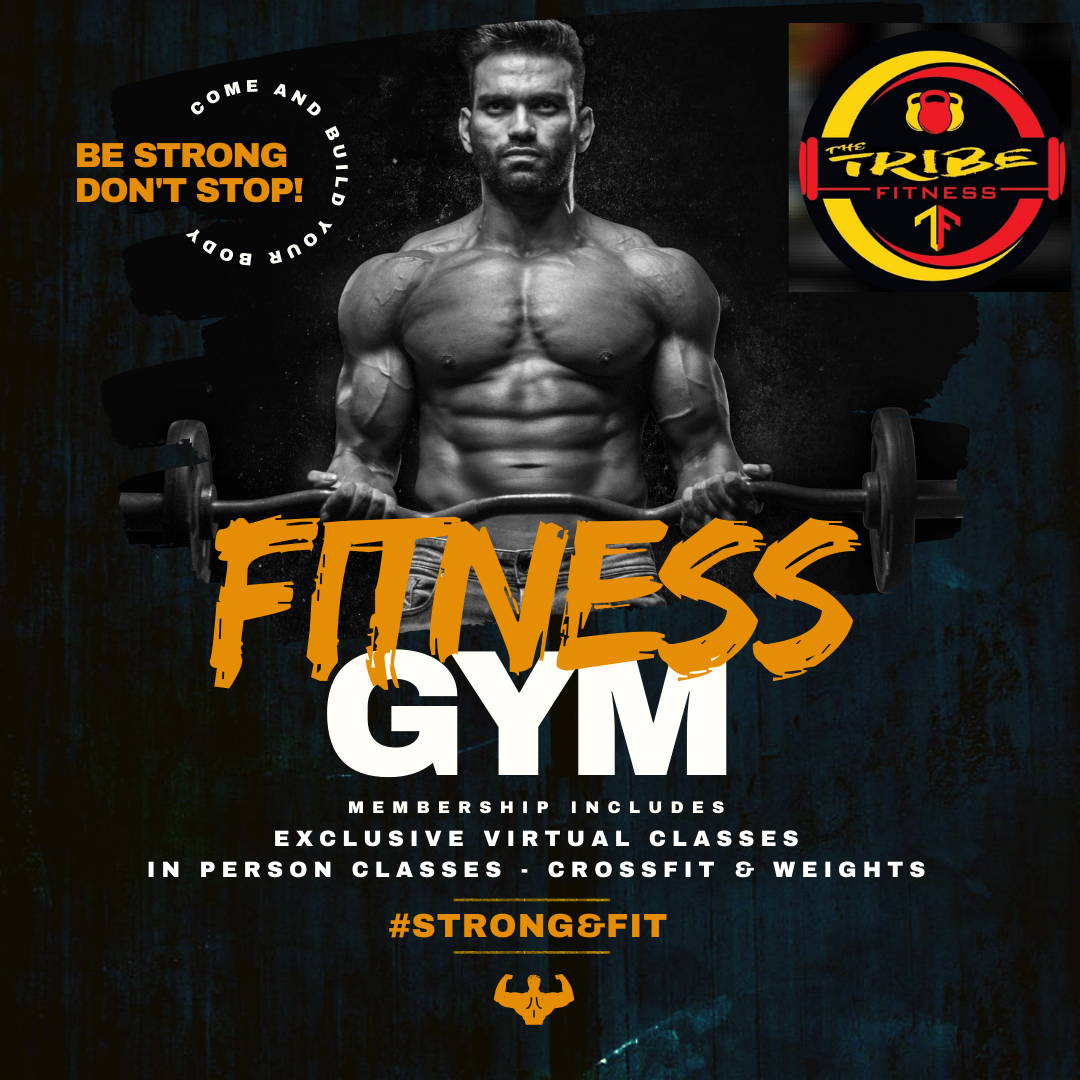 COME AND BUILD YOUR BODY
BE STRONG
DON'T STOP!
THE
TRIBE
FITNESS
TF
FITNESS
GYM
MEMBERSHIP INCLUDES
EXCLUSIVE VIRTUAL CLASSES
IN PERSON CLASSES - CROSSFIT & WEIGHTS
#STRONG&FIT